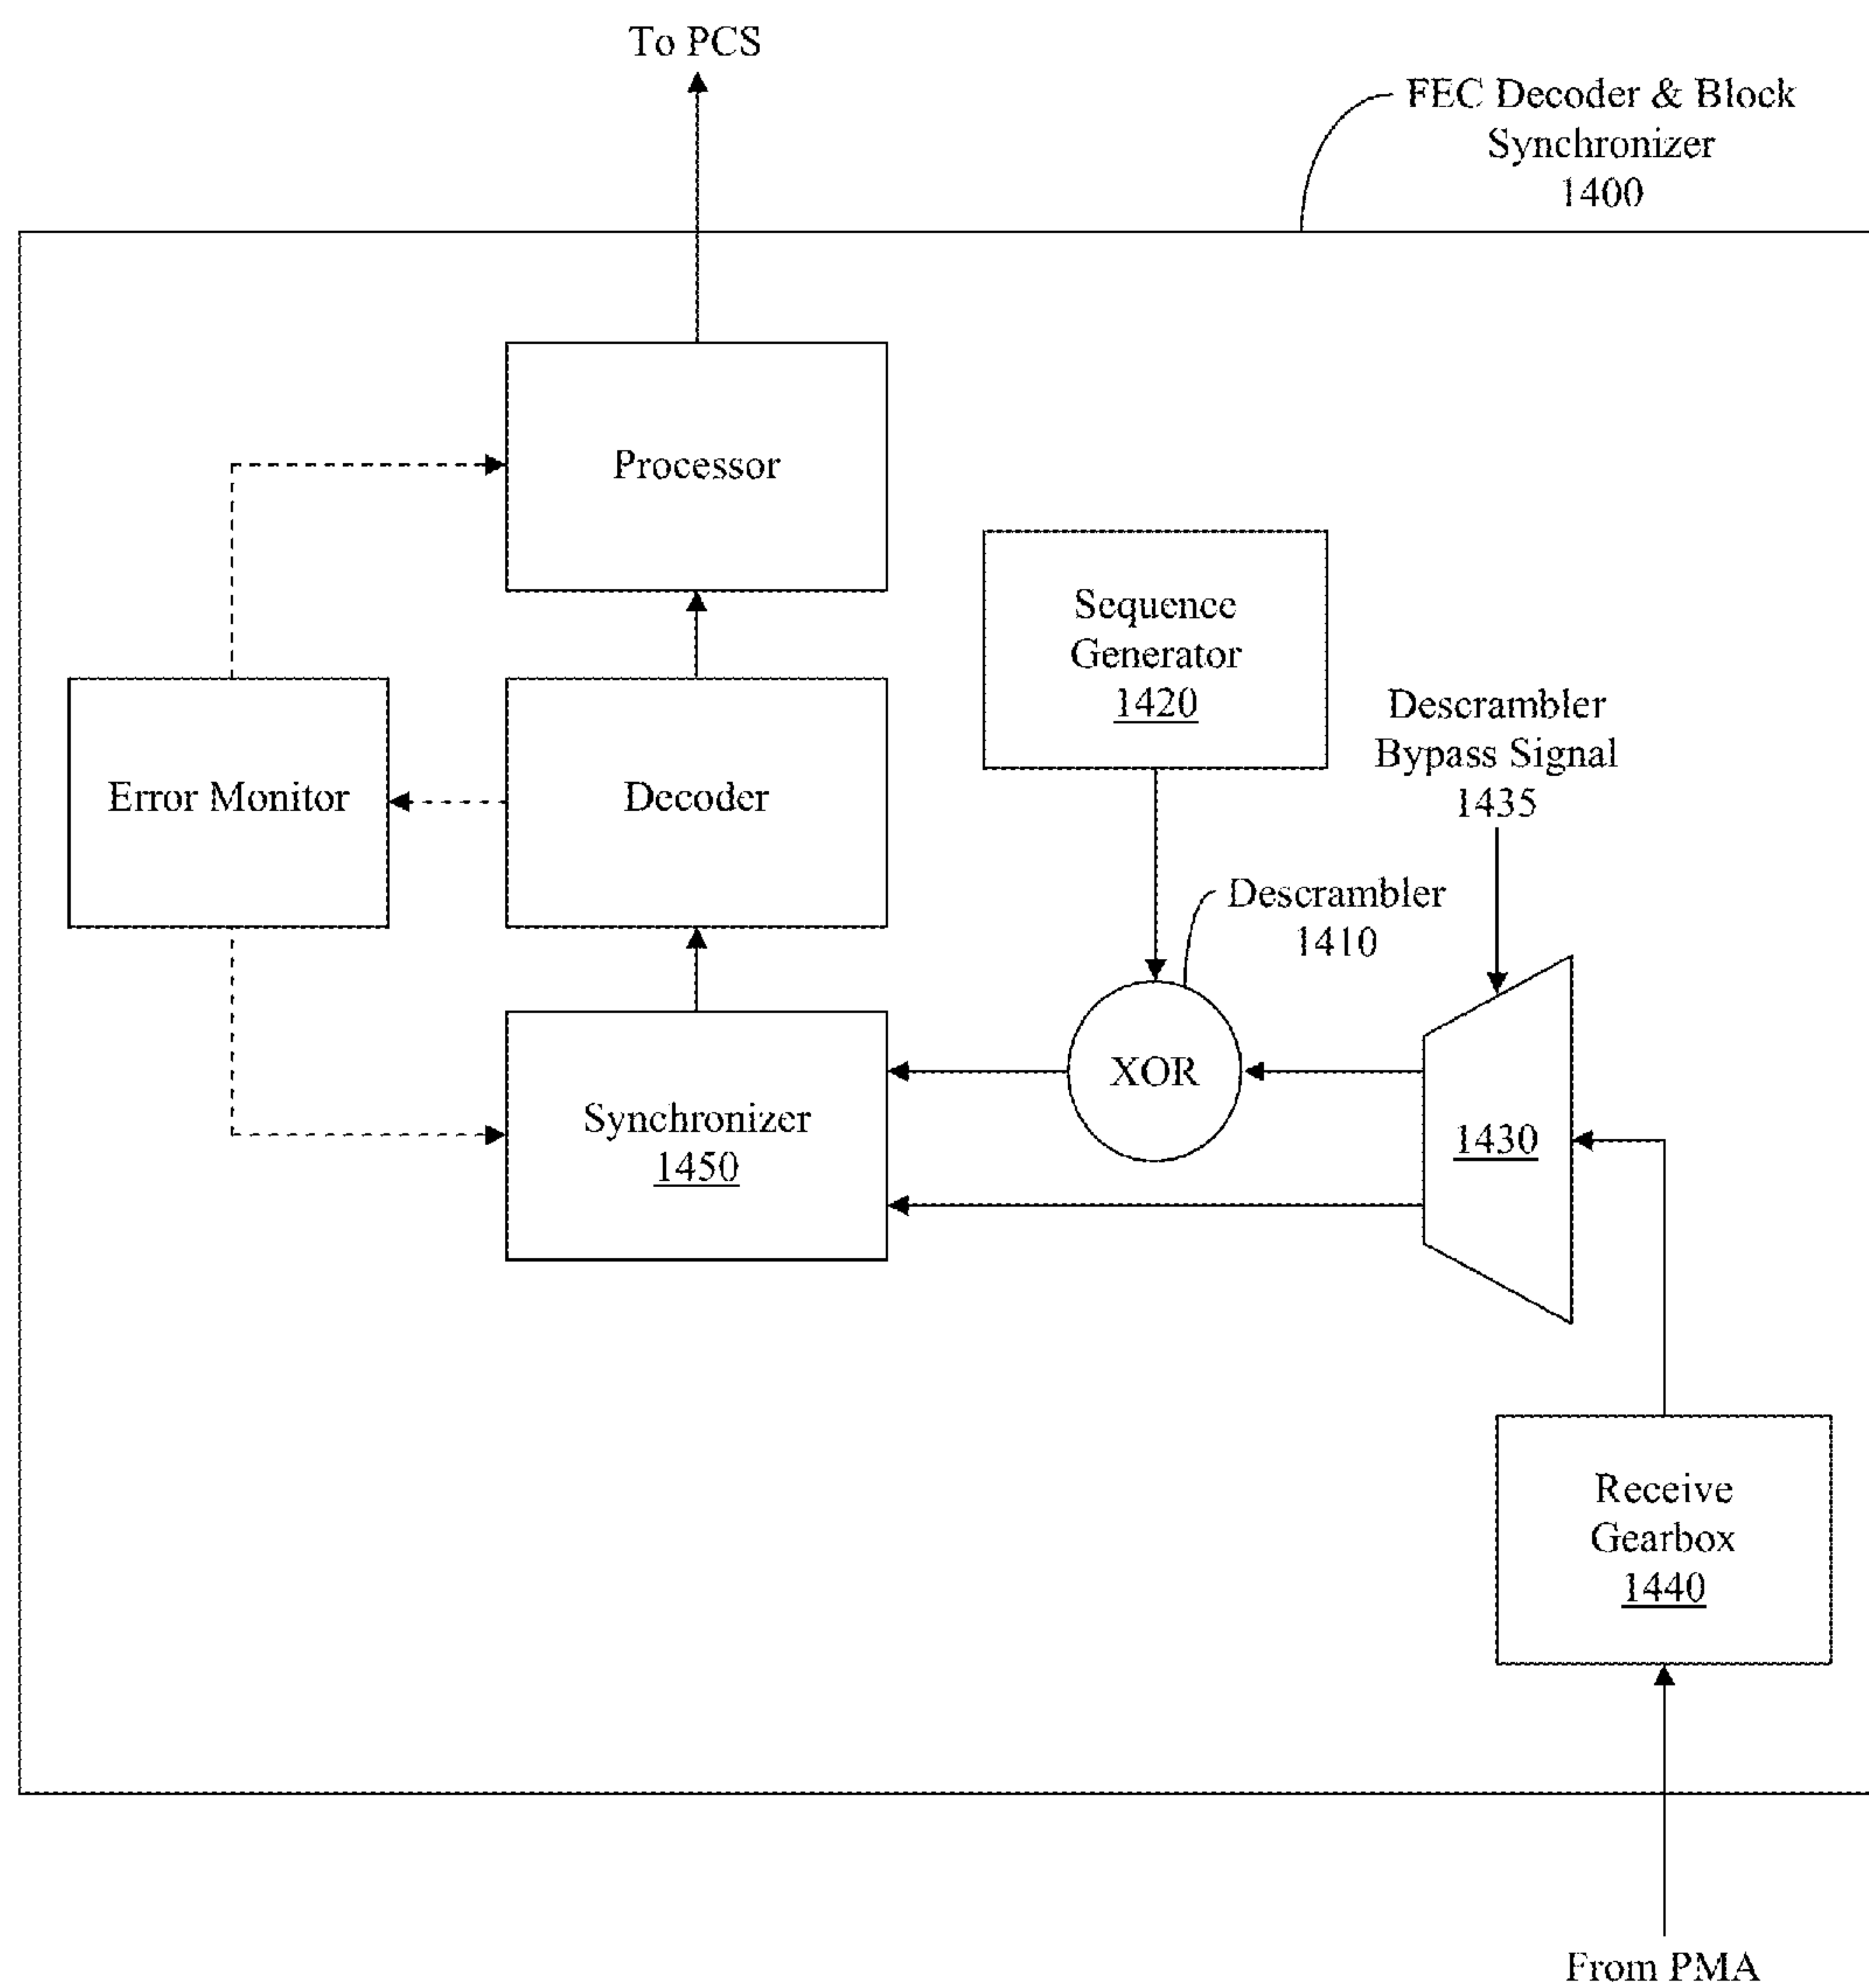 To PCS
FEC Decoder & Block
Synchronizer
1400
Processor
Sequence
Generator
1420
Descrambler
Bypass Signal
1435
Error Monitor
Decoder
Descrambler
1410
XOR
1430
Synchronizer
1450
Receive
Gearbox
1440
From PMA